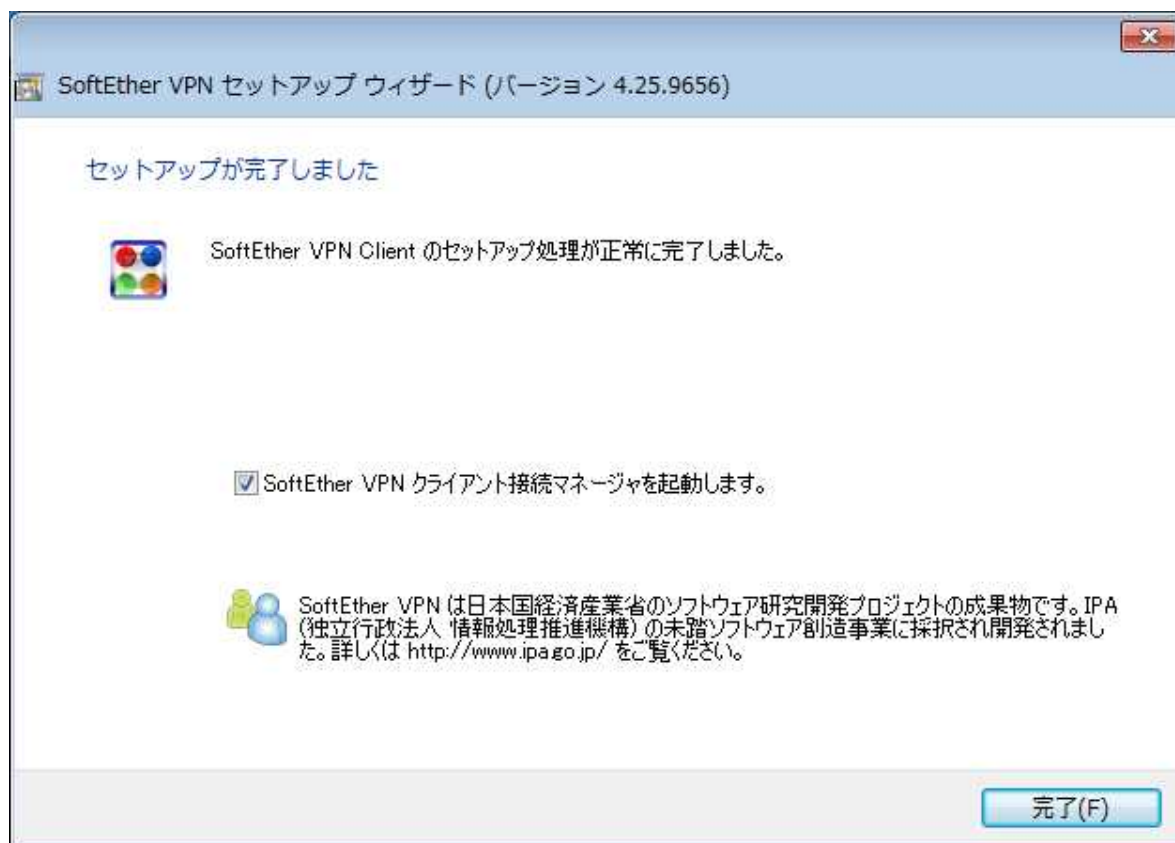 SoftEther VPN セットアップ ウィザード (バージョン 4.25.9656)
セットアップが完了しました
SoftEther VPN Client のセットアップ処理が正常に完了しました。
SoftEther VPN クライアント接続マネージャを起動します。
SoftEther VPN は日本国経済産業省のソフトウェア研究開発プロジェクトの成果物です。IPA
(独立行政法人 情報処理推進機構) の未踏ソフトウェア創造事業に採択され開発されまし
た。詳しくは http://www.ipa.go.jp/ をご覧ください。
完了(F)